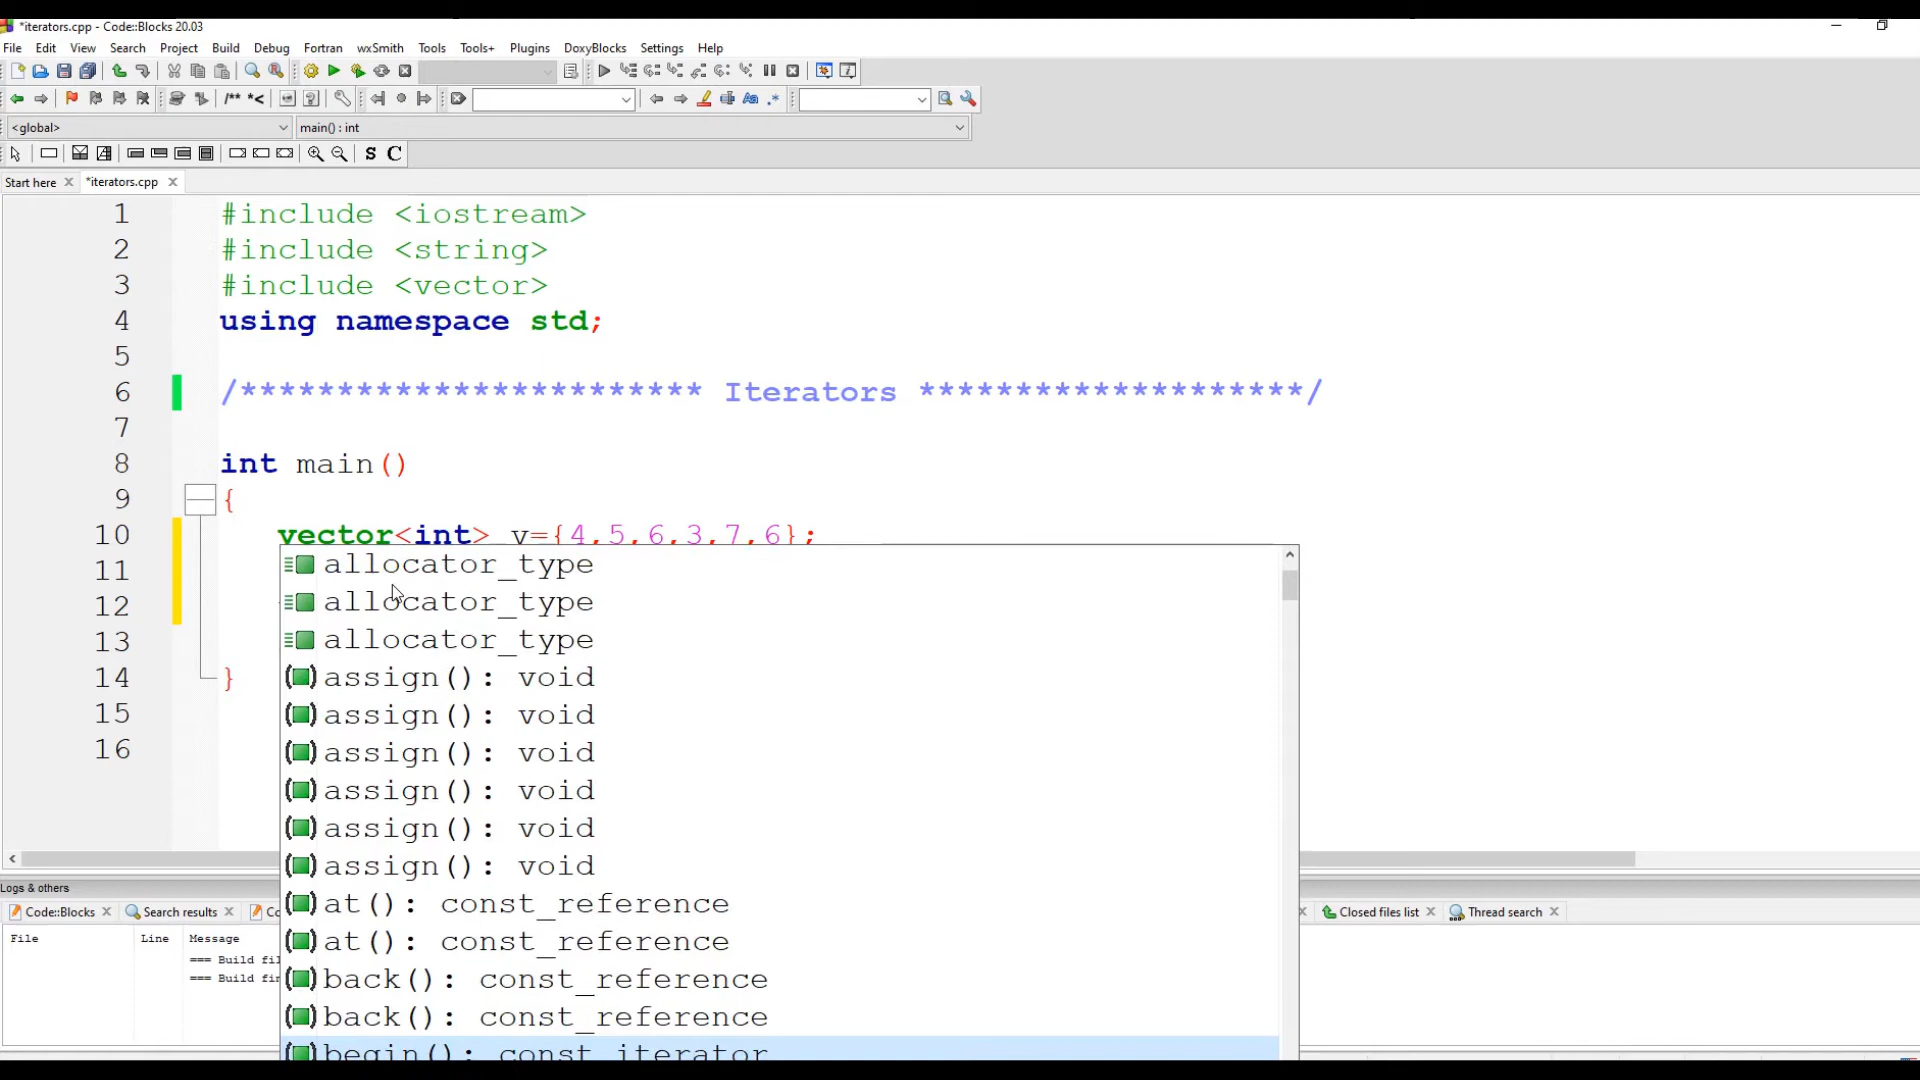 *iterators.cpp - Code::Blocks 20.03
File Edit View Search Project Build Debug Fortran wxSmith Tools Tools+ Plugins DoxyBlocks Settings Help
/** *<
Aa .*
<global> main() : int
S C
Start here *iterators.cpp
1 #include <iostream>
2 #include <string>
3 #include <vector>
4 using namespace std;
5
6 /************************ Iterators ********************/
7
8 int main()
9 {
10 vector<int> v={4,5,6,3,7,6};
11 allocator_type
12 allocator_type
13 allocator_type
14 } assign(): void
15 assign(): void
16 assign(): void
assign(): void
assign(): void
assign(): void
at(): const_reference
at(): const_reference
back(): const_reference
back(): const_reference
begin(): const_iterator
Logs & others
Code::Blocks Search results Closed files list Thread search
File Line Message
=== Build fil
=== Build fin